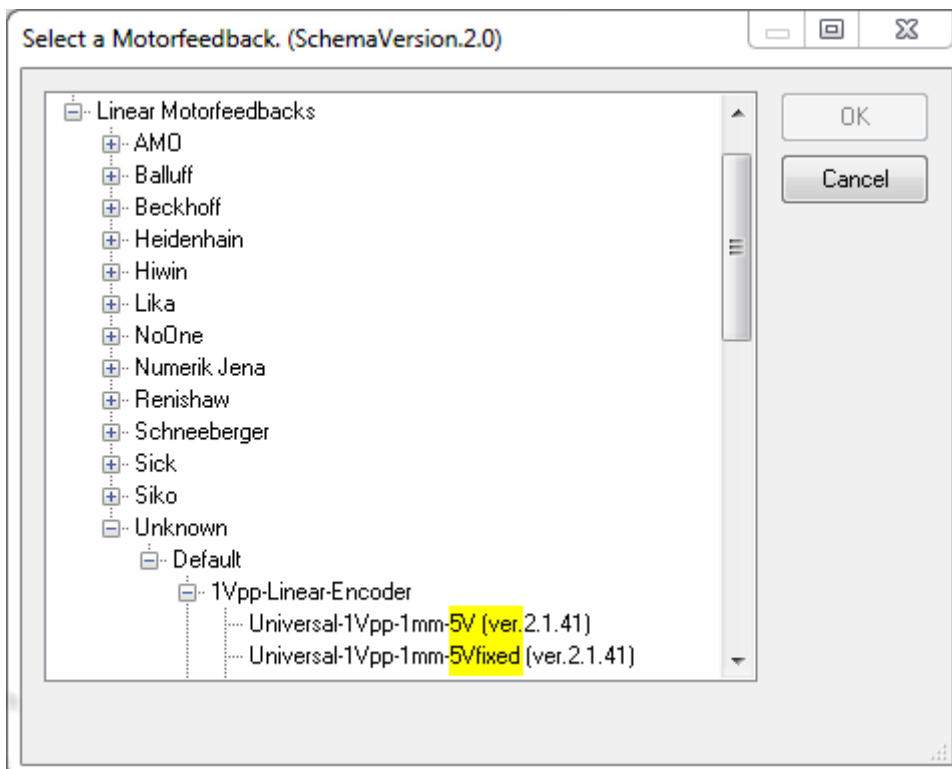 Select a Motorfeedback. (SchemaVersion.2.0)
Linear Motorfeedbacks
OK
AMO
Balluff
Cancel
Beckhoff
Heidenhain
Hiwin
Lika
NoOne
Numerik Jena
Renishaw
Schneeberger
Sick
Siko
Unknown
Default
1Vpp-Linear-Encoder
Universal-1Vpp-1mm-5V (ver.2.1.41)
Universal-1Vpp-1mm-5Vfixed (ver.2.1.41)